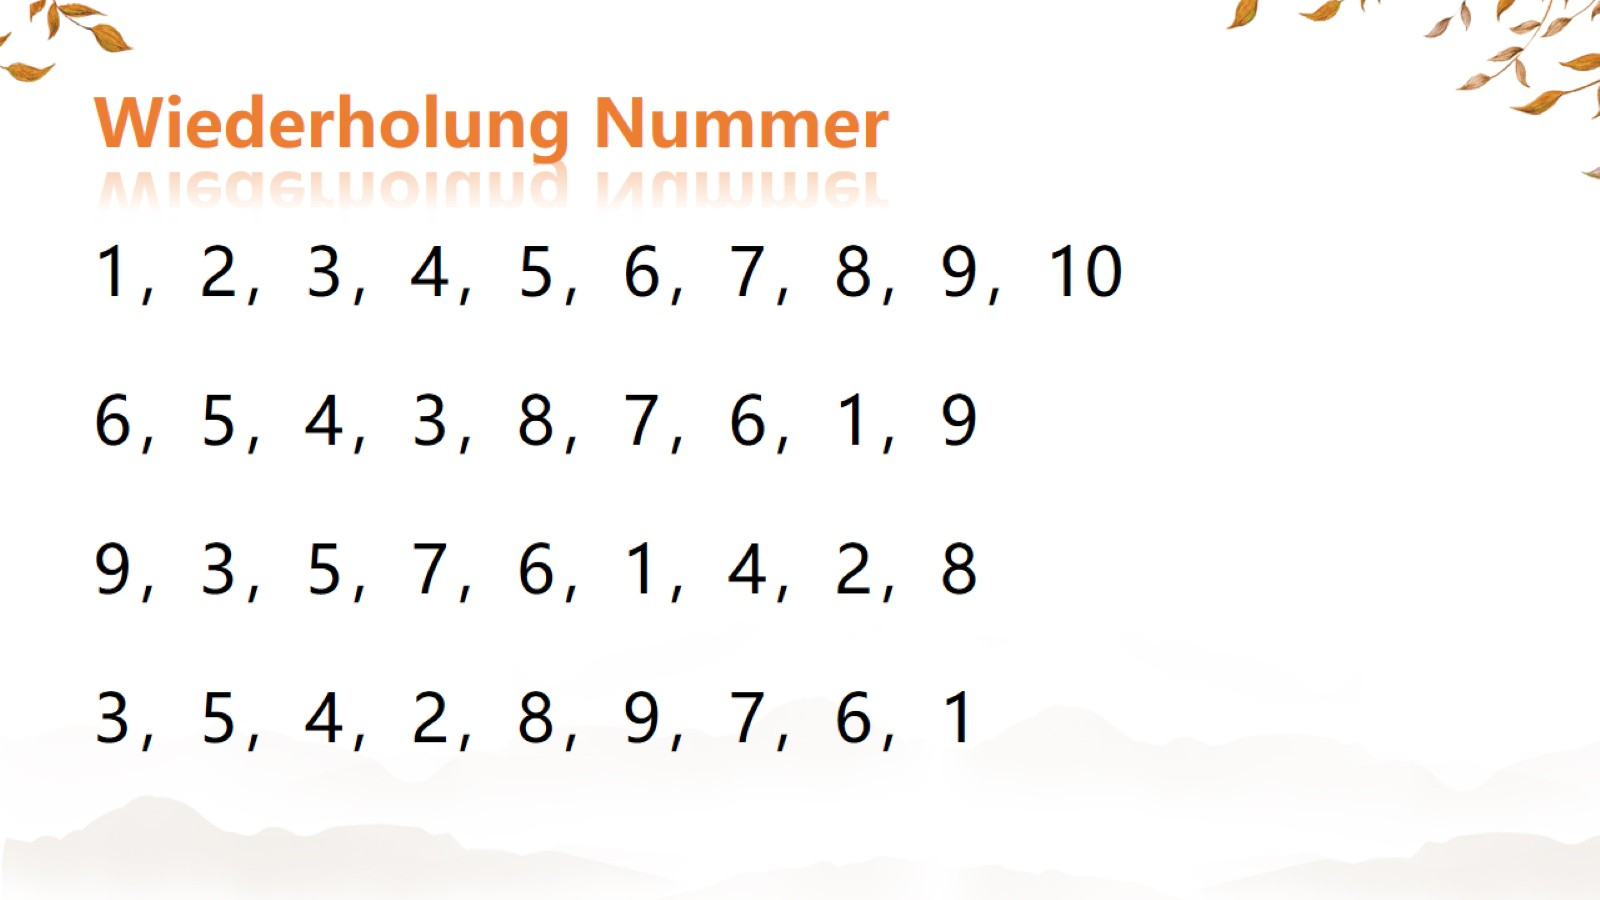 Wiederholung Nummer
1, 2, 3, 4, 5, 6, 7, 8, 9, 10
6, 5, 4, 3, 8, 7, 6, 1, 9
9, 3, 5, 7, 6, 1, 4, 2, 8
3, 5, 4, 2, 8, 9, 7, 6, 1